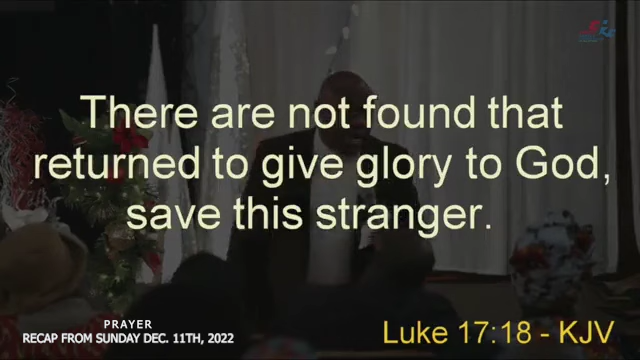 There are not found that
returned to give glory to God,
save this stranger.
PRAYER
RECAP FROM SUNDAY DEC. 11TH, 2022
Luke 17:18 - KJV